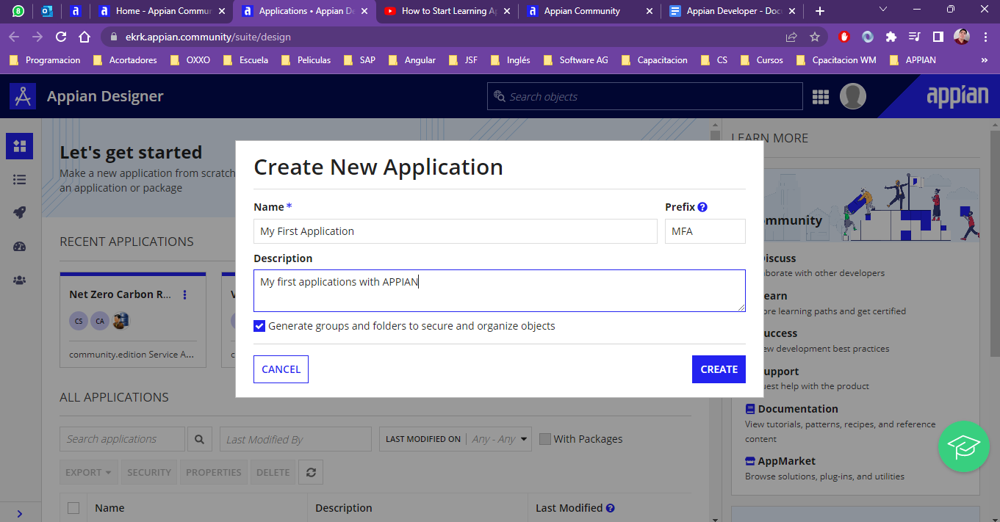 8
Home - Appian Commun
Applications • Appian De
How to Start Learning Ap
Appian Community
Appian Developer - Docu
ekrk.appian.community/suite/design
Programacion
Acortadores
OXXO
Escuela
Peliculas
SAP
Angular
JSF
Inglés
Software AG
Capacitacion
CS
Cursos
Cpacitacion WM
APPIAN
»
Appian Designer
Search objects
appian
Let's get started
Make a new application from scratch
an application or package
RECENT APPLICATIONS
Net Zero Carbon R...
CS
CA
community.edition Service A...
Create New Application
Name *
Prefix
My First Application
MFA
Description
My first applications with APPIAN
Generate groups and folders to secure and organize objects
CANCEL
CREATE
ALL APPLICATIONS
Search applications
Last Modified By
LAST MODIFIED ON
Any - Any
With Packages
EXPORT
SECURITY
PROPERTIES
DELETE
Name
Description
Last Modified
LEARN MORE
mmunity
iscuss
aborate with other developers
earn
ore learning paths and get certified
uccess
ew development best practices
upport
uest help with the product
Documentation
View tutorials, patterns, recipes, and reference
content
AppMarket
Browse solutions, plug-ins, and utilities